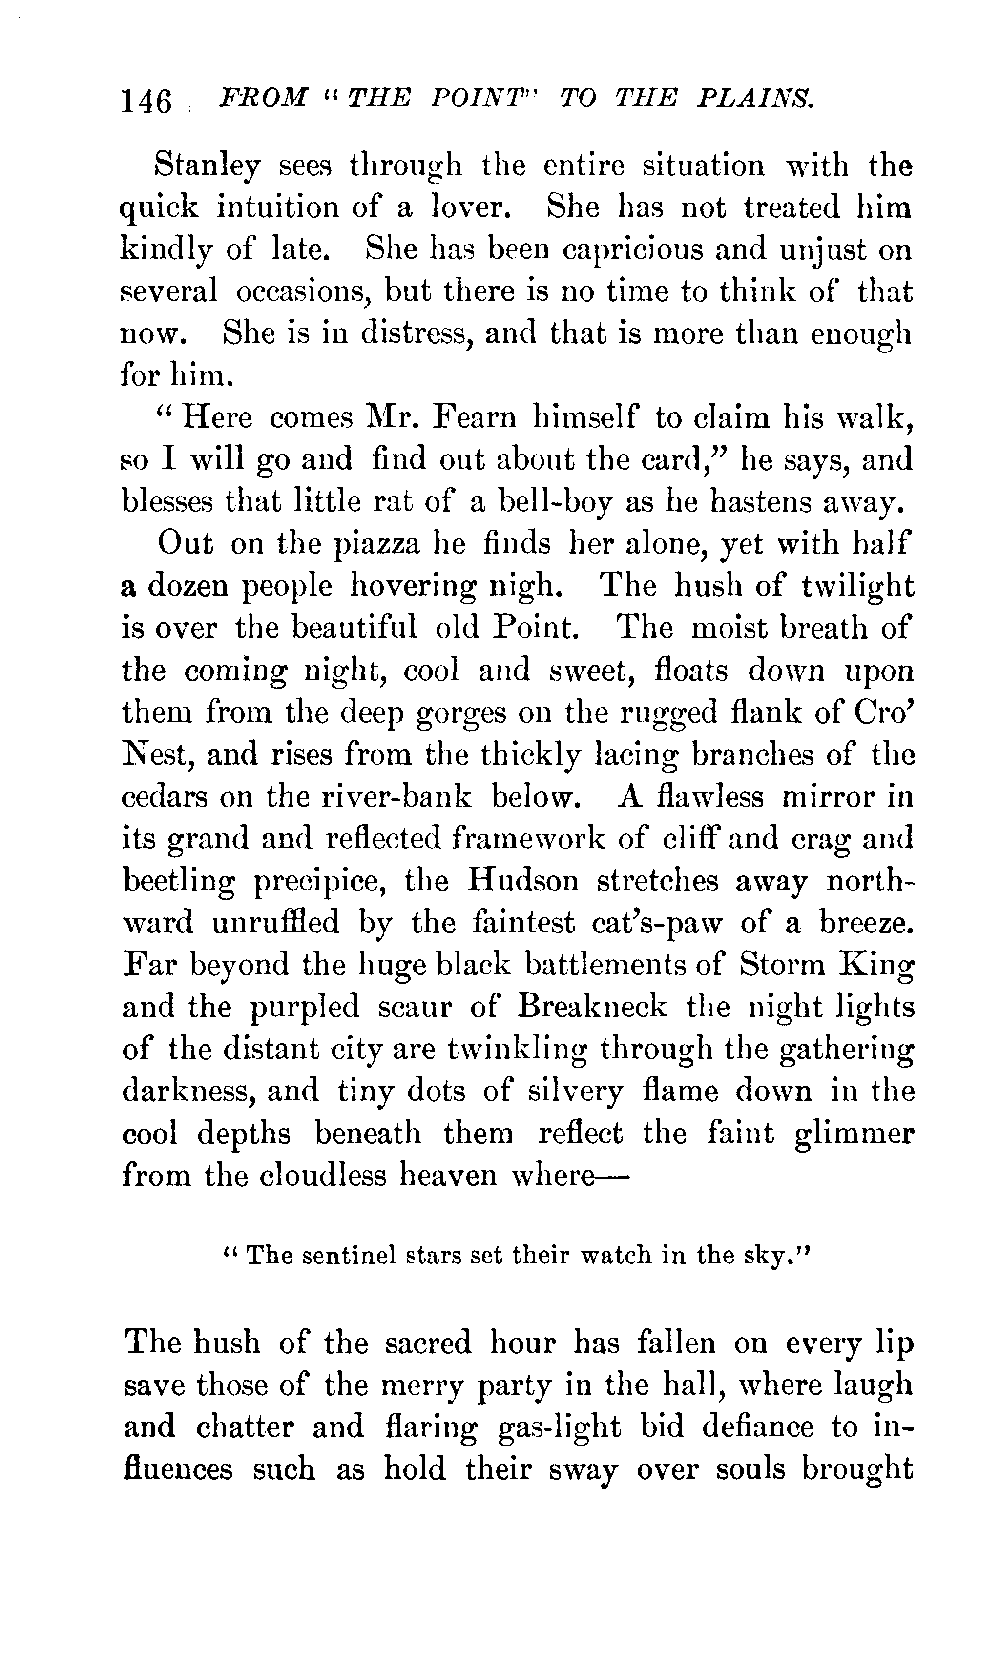 146 FROM "THE POINT" TO THE PLAINS.
Stanley sees through the entire situation with the
quick intuition of a lover. She has not treated him
kindly of late. She has been capricious and unjust on
several occasions, but there is no time to think of that
now. She is in distress, and that is more than enough
for him.
"Here comes Mr. Fearn himself to claim his walk,
so I will go and find out about the card," he says, and
blesses that little rat of a bell-boy as he hastens away.
Out on the piazza he finds her alone, yet with half
a dozen people hovering nigh. The hush of twilight
is over the beautiful old Point. The moist breath of
the coming night, cool and sweet, floats down upon
them from the deep gorges on the rugged flank of Cro'
Nest, and rises from the thickly lacing branches of the
cedars on the river-bank below. A flawless mirror in
its grand and reflected framework of cliff and crag and
beetling precipice, the Hudson stretches away north-
ward unruffled by the faintest cat's-paw of a breeze.
Far beyond the huge black battlements of Storm King
and the purpled scaur of Breakneck the night lights
of the distant city are twinkling through the gathering
darkness, and tiny dots of silvery flame down in the
cool depths beneath them reflect the faint glimmer
from the cloudless heaven where—
"The sentinel stars set their watch in the sky."
The hush of the sacred hour has fallen on every lip
save those of the merry party in the hall, where laugh
and chatter and flaring gas-light bid defiance to in-
fluences such as hold their sway over souls brought